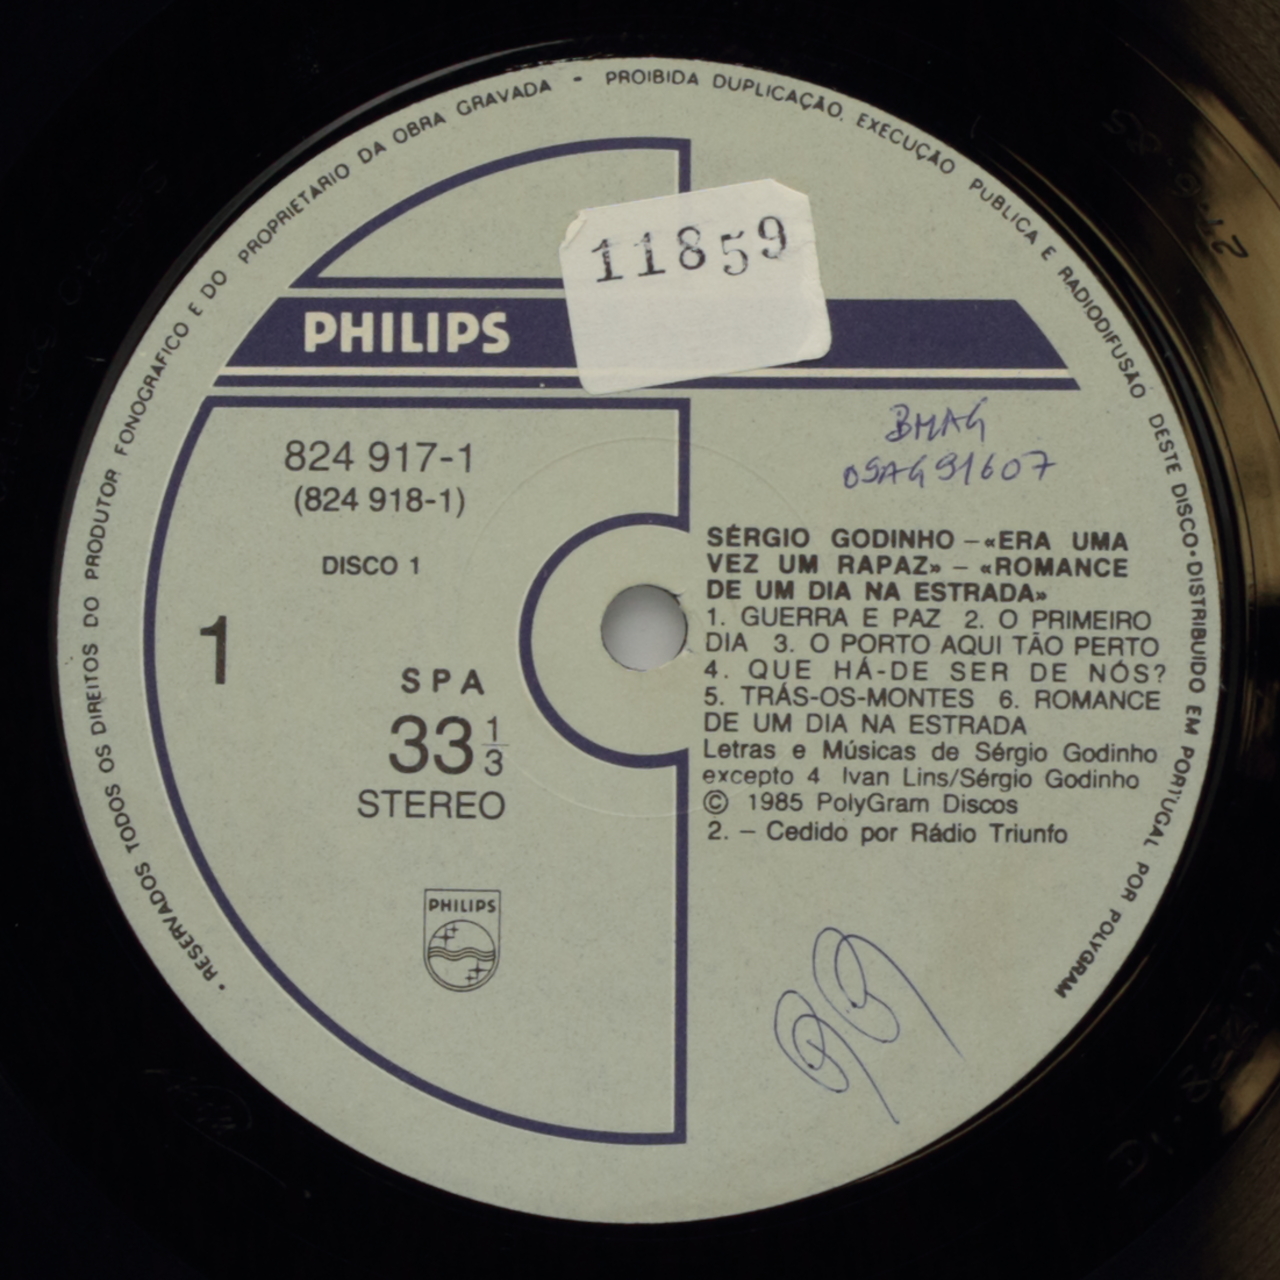 • RESERVADOS TODOS OS DIREITOS DO PRODUTOR FONOGRAFICO E DO PROPRIETARIO DA OBRA GRAVADA - PROIBIDA DUPLICAÇÃO, EXECUÇÃO PUBLICA E RADIODIFUSÃO DESTE DISCO • DISTRIBUIDO EM PORTUGAL POR POLYGRAM
11859
PHILIPS
BMAG
824 917-1
(824 918-1)
DISCO 1
1
SPA
33 1/3
STEREO
PHILIPS
SÉRGIO GODINHO – «ERA UMA
VEZ UM RAPAZ» – «ROMANCE
DE UM DIA NA ESTRADA»
1. GUERRA E PAZ 2. O PRIMEIRO
DIA 3. O PORTO AQUI TÃO PERTO
4. QUE HÁ-DE SER DE NÓS?
5. TRÁS-OS-MONTES 6. ROMANCE
DE UM DIA NA ESTRADA
Letras e Músicas de Sérgio Godinho
excepto 4 Ivan Lins/Sérgio Godinho
© 1985 PolyGram Discos
2. – Cedido por Rádio Triunfo